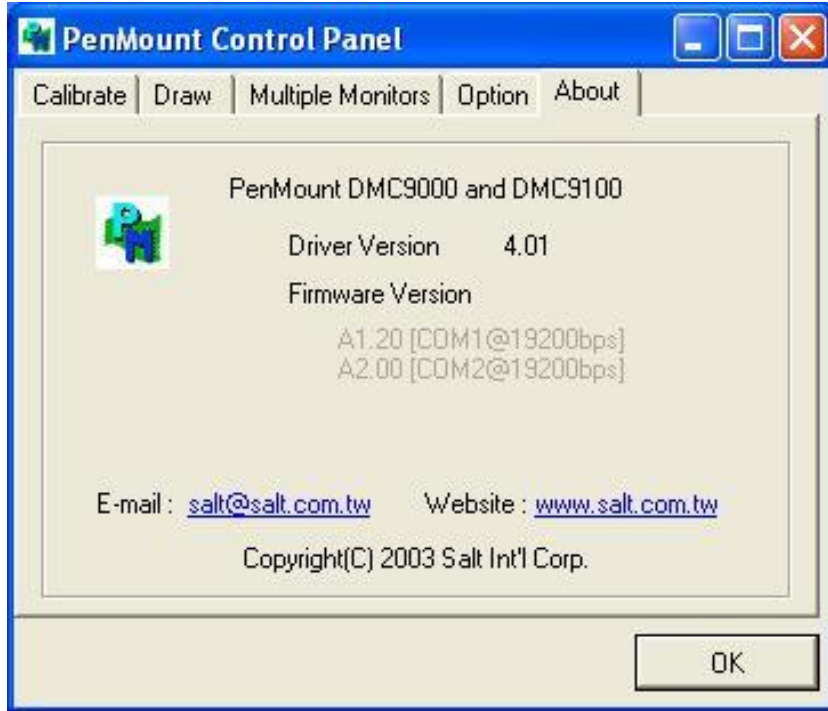 PenMount Control Panel
Calibrate Draw Multiple Monitors Option About
PM
PenMount DMC9000 and DMC9100
Driver Version 4.01
Firmware Version
A1.20 [COM1@19200bps]
A2.00 [COM2@19200bps]
E-mail : salt@salt.com.tw Website : www.salt.com.tw
Copyright(C) 2003 Salt Int'l Corp.
OK